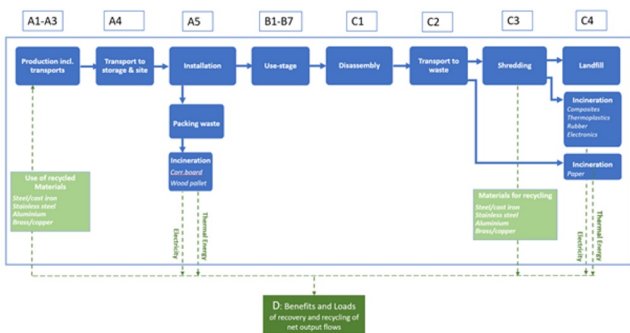 A1-A3
A4
A5
B1-B7
C1
C2
C3
C4
Production incl.
transports
Transport to
storage & site
Installation
Use-stage
Disassembly
Transport to
waste
Shredding
Landfill
Packing waste
Incineration
Corr.board
Wood pallet
Incineration
Composites
Thermoplastics
Rubber
Electronics
Incineration
Paper
Use of recycled
Materials
Steel/cast iron
Stainless steel
Aluminium
Brass/copper
Electricity
Thermal Energy
Materials for recycling
Steel/cast iron
Stainless steel
Aluminium
Brass/copper
Electricity
Thermal Energy
D: Benefits and Loads
of recovery and recycling of
net output flows